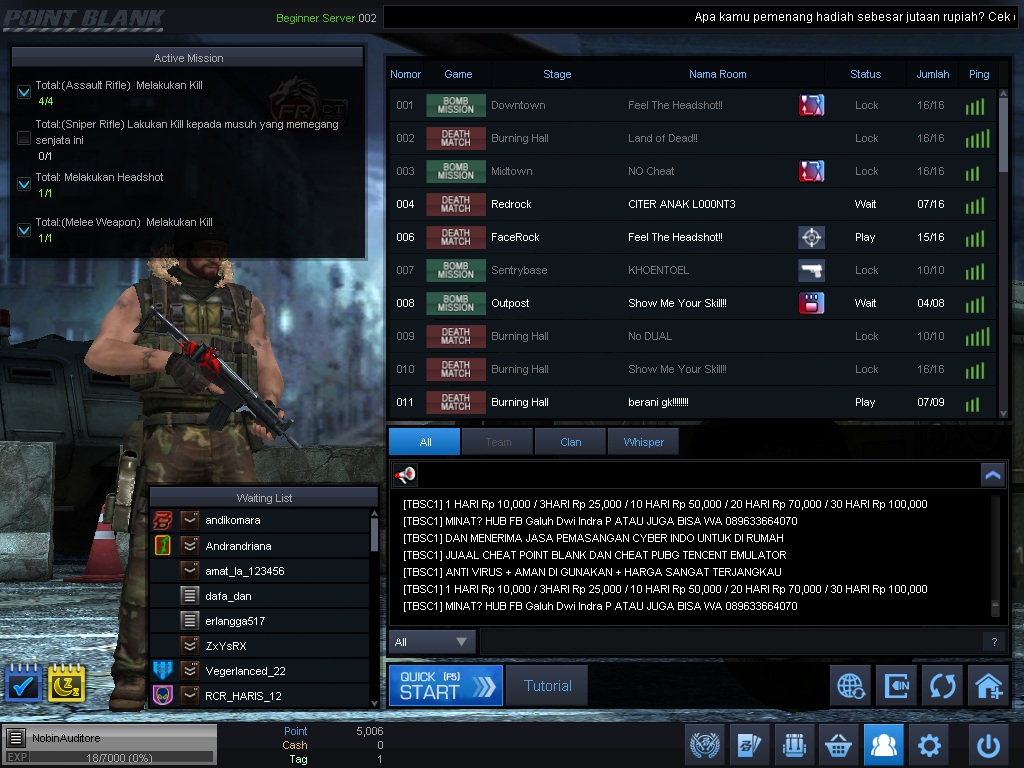 POINT BLANK
Beginner Server 002
Apa kamu pemenang hadiah sebesar jutaan rupiah? Cek
Active Mission
Total:(Assault Rifle) Melakukan Kill
4/4
Total:(Sniper Rifle) Lakukan Kill kepada musuh yang memegang
senjata ini
0/1
Total: Melakukan Headshot
1/1
Total:(Melee Weapon) Melakukan Kill
1/1
Nomor Game Stage Nama Room Status Jumlah Ping
001 BOMB MISSION Downtown Feel The Headshot!! Lock 16/16
002 DEATH MATCH Burning Hall Land of Dead!! Lock 16/16
003 BOMB MISSION Midtown NO Cheat Lock 16/16
004 DEATH MATCH Redrock CITER ANAK L000NT3 Wait 07/16
006 DEATH MATCH FaceRock Feel The Headshot!! Play 15/16
007 BOMB MISSION Sentrybase KHOENTOEL Lock 10/10
008 BOMB MISSION Outpost Show Me Your Skill!! Wait 04/08
009 DEATH MATCH Burning Hall No DUAL Lock 10/10
010 DEATH MATCH Burning Hall Show Me Your Skill!! Lock 16/16
011 DEATH MATCH Burning Hall berani gk!!!!!!!! Play 07/09
All Team Clan Whisper
[TBSC1] 1 HARI Rp 10,000 / 3HARI Rp 25,000 / 10 HARI Rp 50,000 / 20 HARI Rp 70,000 / 30 HARI Rp 100,000
[TBSC1] MINAT? HUB FB Galuh Dwi Indra P ATAU JUGA BISA WA 089633664070
[TBSC1] DAN MENERIMA JASA PEMASANGAN CYBER INDO UNTUK DI RUMAH
[TBSC1] JUAAL CHEAT POINT BLANK DAN CHEAT PUBG TENCENT EMULATOR
[TBSC1] ANTI VIRUS + AMAN DI GUNAKAN + HARGA SANGAT TERJANGKAU
[TBSC1] 1 HARI Rp 10,000 / 3HARI Rp 25,000 / 10 HARI Rp 50,000 / 20 HARI Rp 70,000 / 30 HARI Rp 100,000
[TBSC1] MINAT? HUB FB Galuh Dwi Indra P ATAU JUGA BISA WA 089633664070
All ?
Waiting List
andikomara
Andrandriana
amat_la_123456
dafa_dan
erlangga517
ZxYsRX
Vegerlanced_22
RCR_HARIS_12
QUICK (F5)
START
Tutorial
IN
NobinAuditore
EXP 18/7000 (0%)
Point 5,006
Cash 0
Tag 1